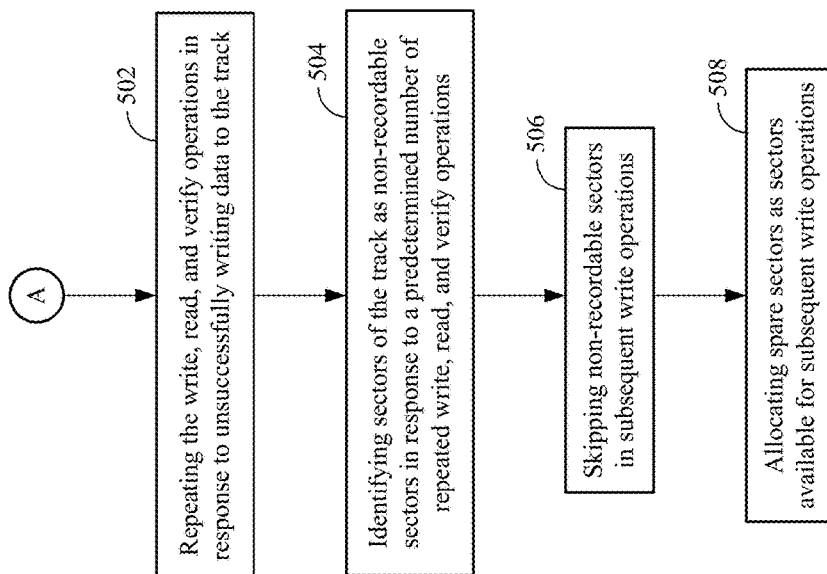 A
502
Repeating the write, read, and verify operations in
response to unsuccessfully writing data to the track
504
Identifying sectors of the track as non-recordable
sectors in response to a predetermined number of
repeated write, read, and verify operations
506
Skipping non-recordable sectors
in subsequent write operations
508
Allocating spare sectors as sectors
available for subsequent write operations